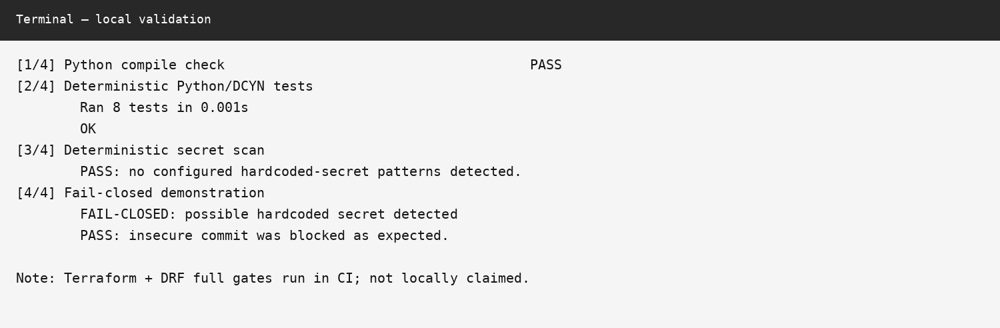 Terminal — local validation
[1/4] Python compile check PASS
[2/4] Deterministic Python/DCYN tests
Ran 8 tests in 0.001s
OK
[3/4] Deterministic secret scan
PASS: no configured hardcoded-secret patterns detected.
[4/4] Fail-closed demonstration
FAIL-CLOSED: possible hardcoded secret detected
PASS: insecure commit was blocked as expected.
Note: Terraform + DRF full gates run in CI; not locally claimed.